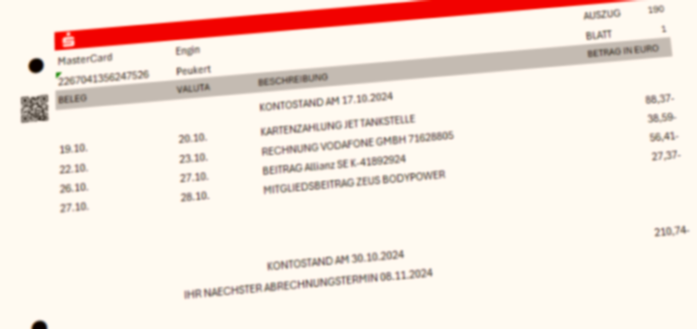 MasterCard Engin AUSZUG 190
2267041356247526 Peukert BLATT 1
BELEG VALUTA BESCHREIBUNG BETRAG IN EURO
KONTOSTAND AM 17.10.2024
19.10. 20.10. KARTENZAHLUNG JET TANKSTELLE 88,37-
22.10. 23.10. RECHNUNG VODAFONE GMBH 71628805 38,59-
26.10. 27.10. BEITRAG Allianz SE K-41892924 56,41-
27.10. 28.10. MITGLIEDSBEITRAG ZEUS BODYPOWER 27,37-
KONTOSTAND AM 30.10.2024 210,74-
IHR NAECHSTER ABRECHNUNGSTERMIN 08.11.2024